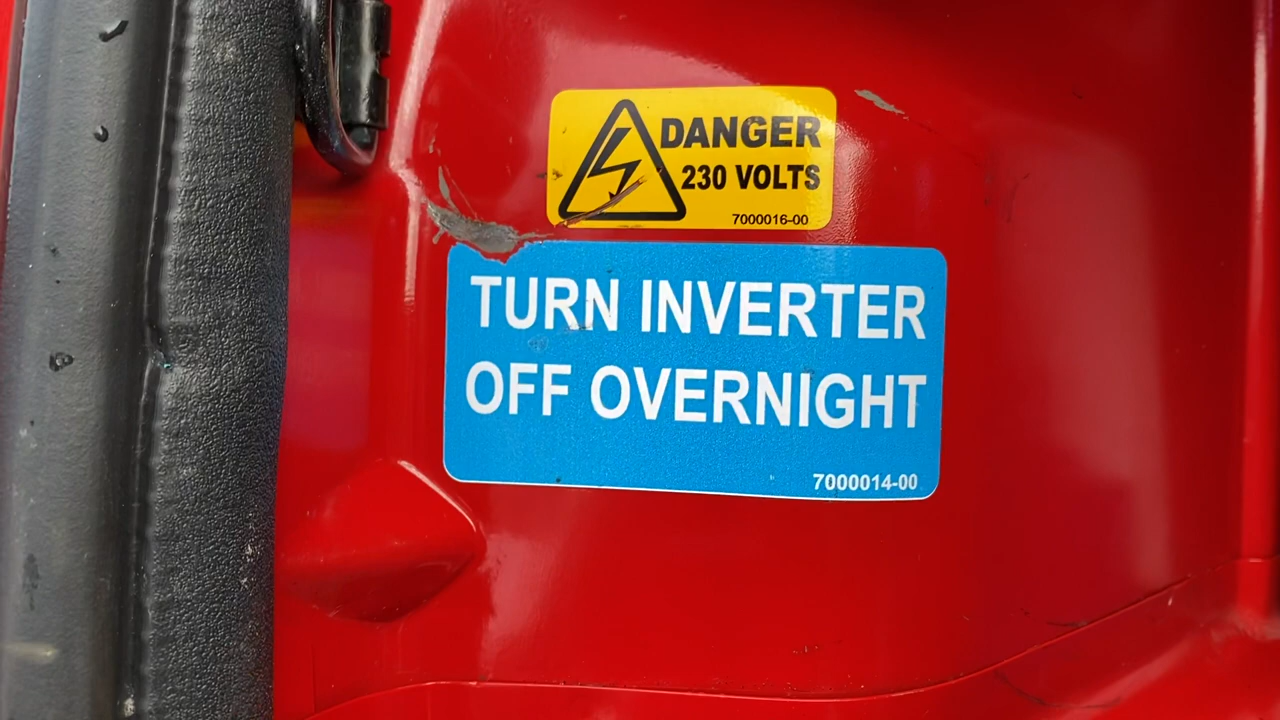 DANGER
230 VOLTS
7000016-00
TURN INVERTER
OFF OVERNIGHT
7000014-00